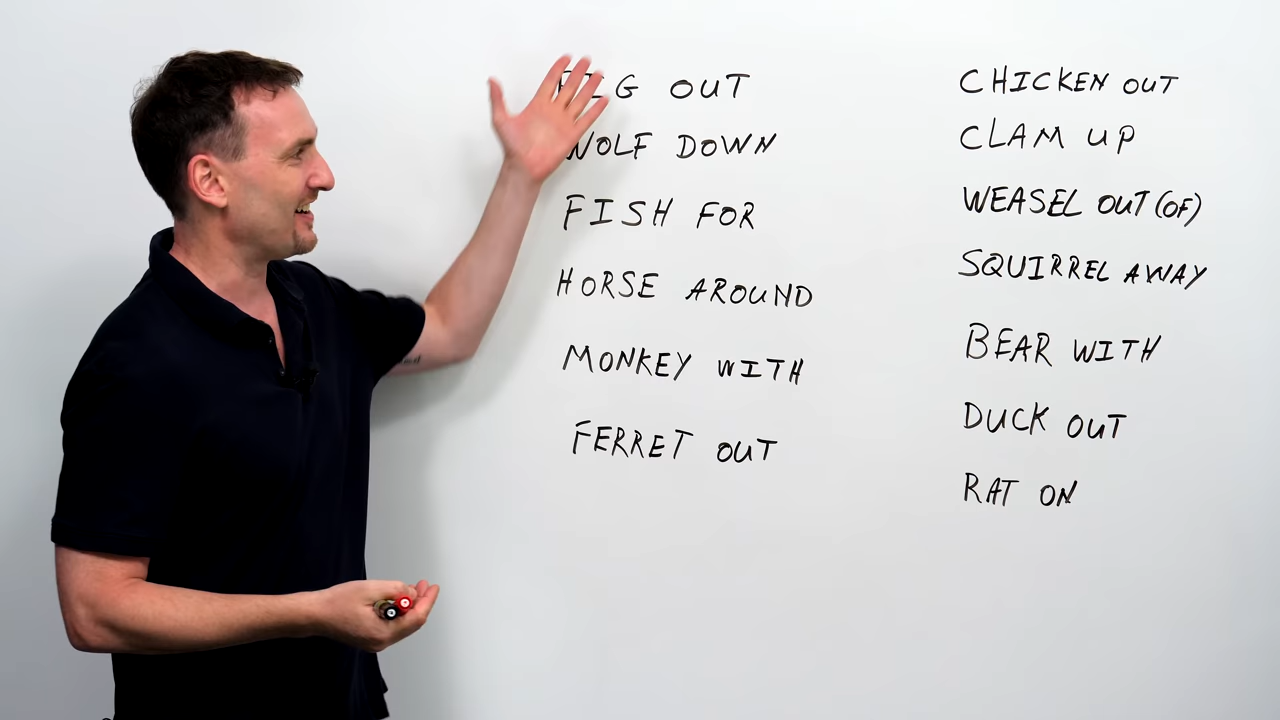 PIG OUT
WOLF DOWN
FISH FOR
HORSE AROUND
MONKEY WITH
FERRET OUT
CHICKEN OUT
CLAM UP
WEASEL OUT (OF)
SQUIRREL AWAY
BEAR WITH
DUCK OUT
RAT ON